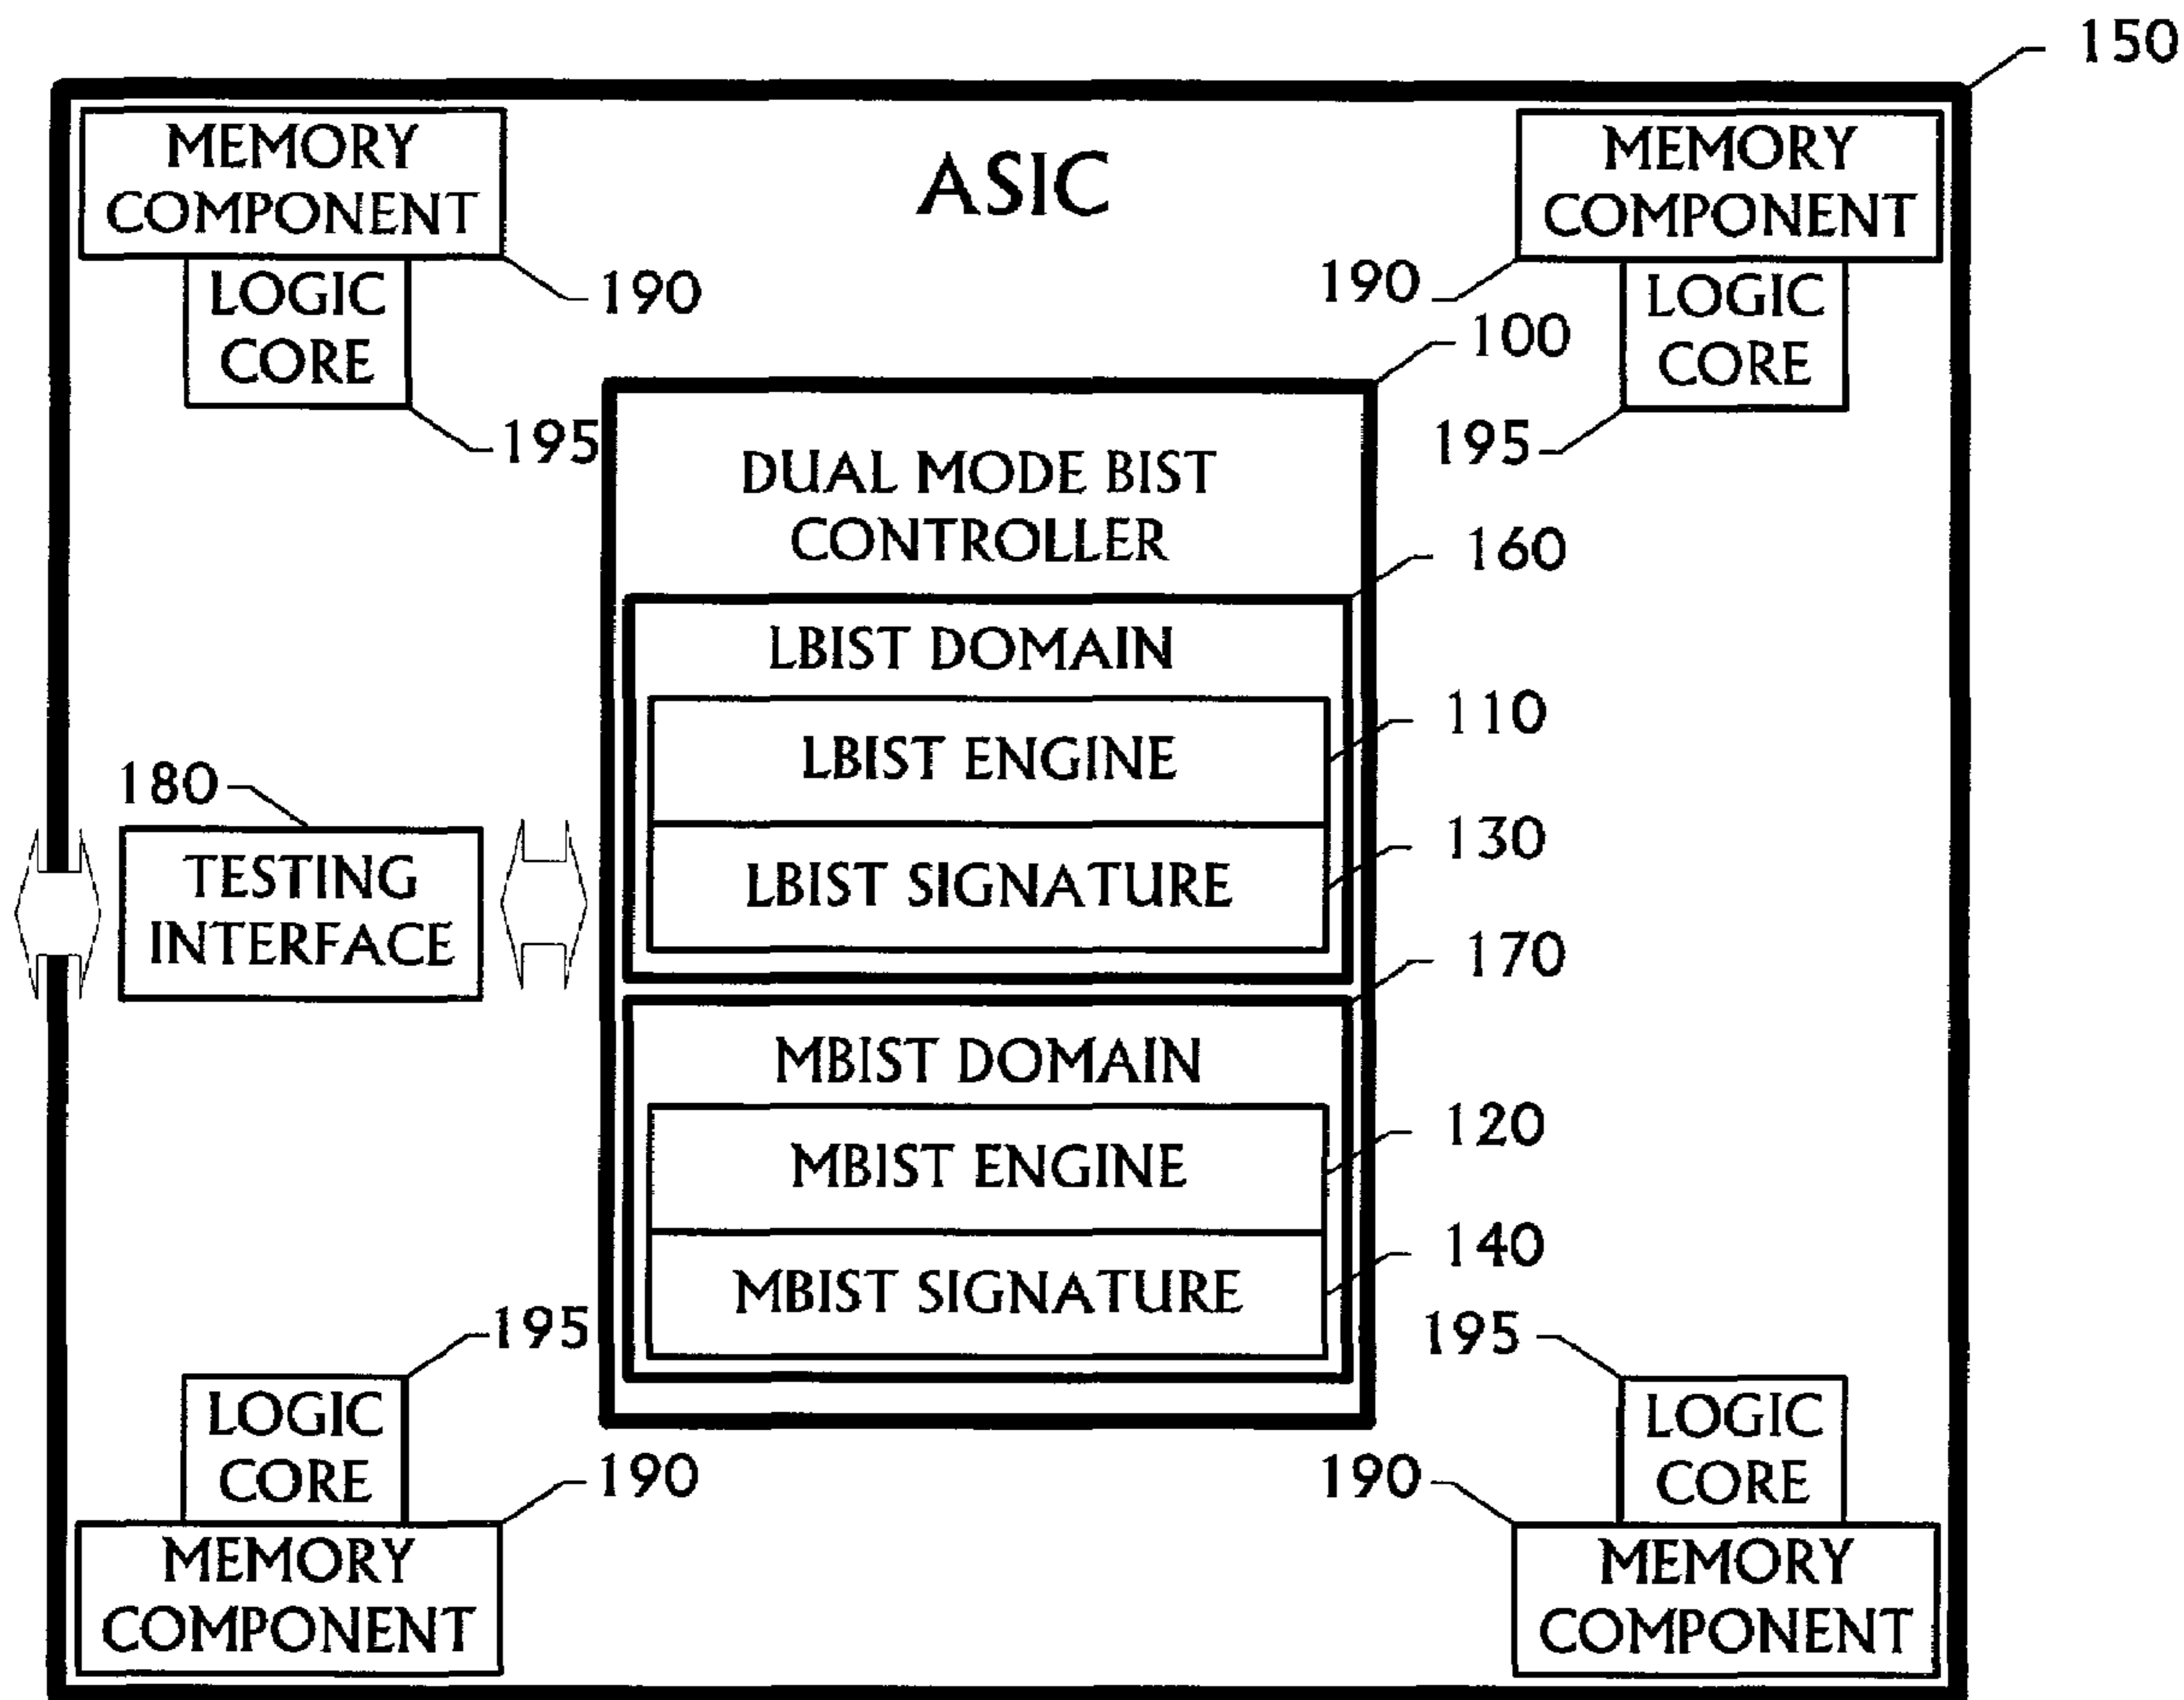 150
MEMORY
COMPONENT
ASIC
MEMORY
COMPONENT
LOGIC
CORE
190
190
LOGIC
CORE
100
195
195
DUAL MODE BIST
CONTROLLER
160
LBIST DOMAIN
110
LBIST ENGINE
180
130
TESTING
INTERFACE
LBIST SIGNATURE
170
MBIST DOMAIN
120
MBIST ENGINE
140
MBIST SIGNATURE
195
195
LOGIC
CORE
190
190
LOGIC
CORE
MEMORY
COMPONENT
MEMORY
COMPONENT